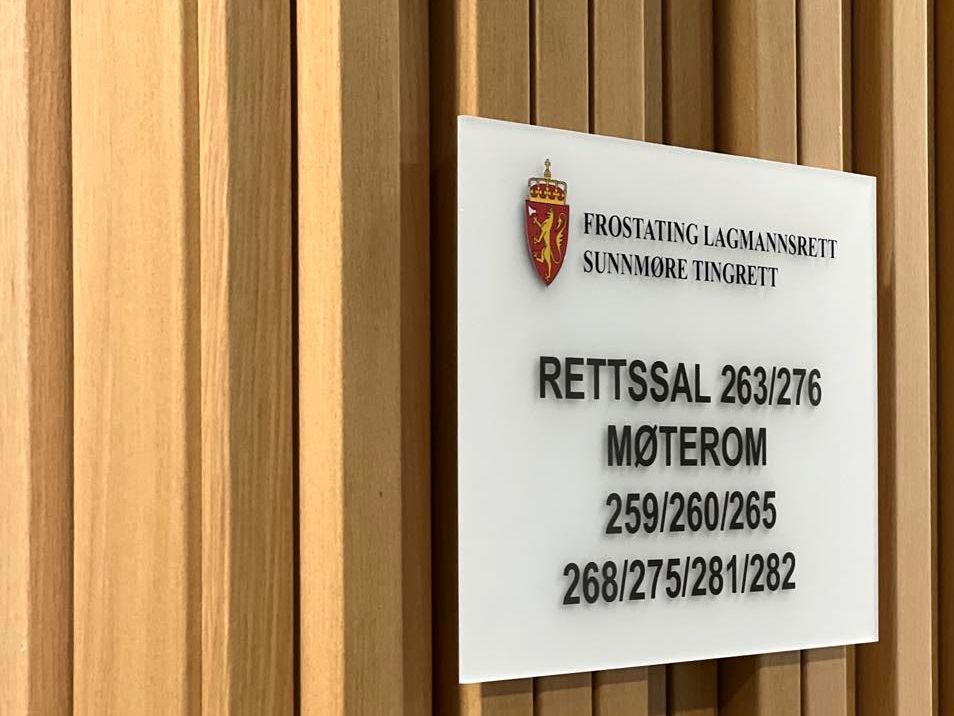 FROSTATING LAGMANNSRETT
SUNNMØRE TINGRETT
RETTSSAL 263/276
MØTEROM
259/260/265
268/275/281/282